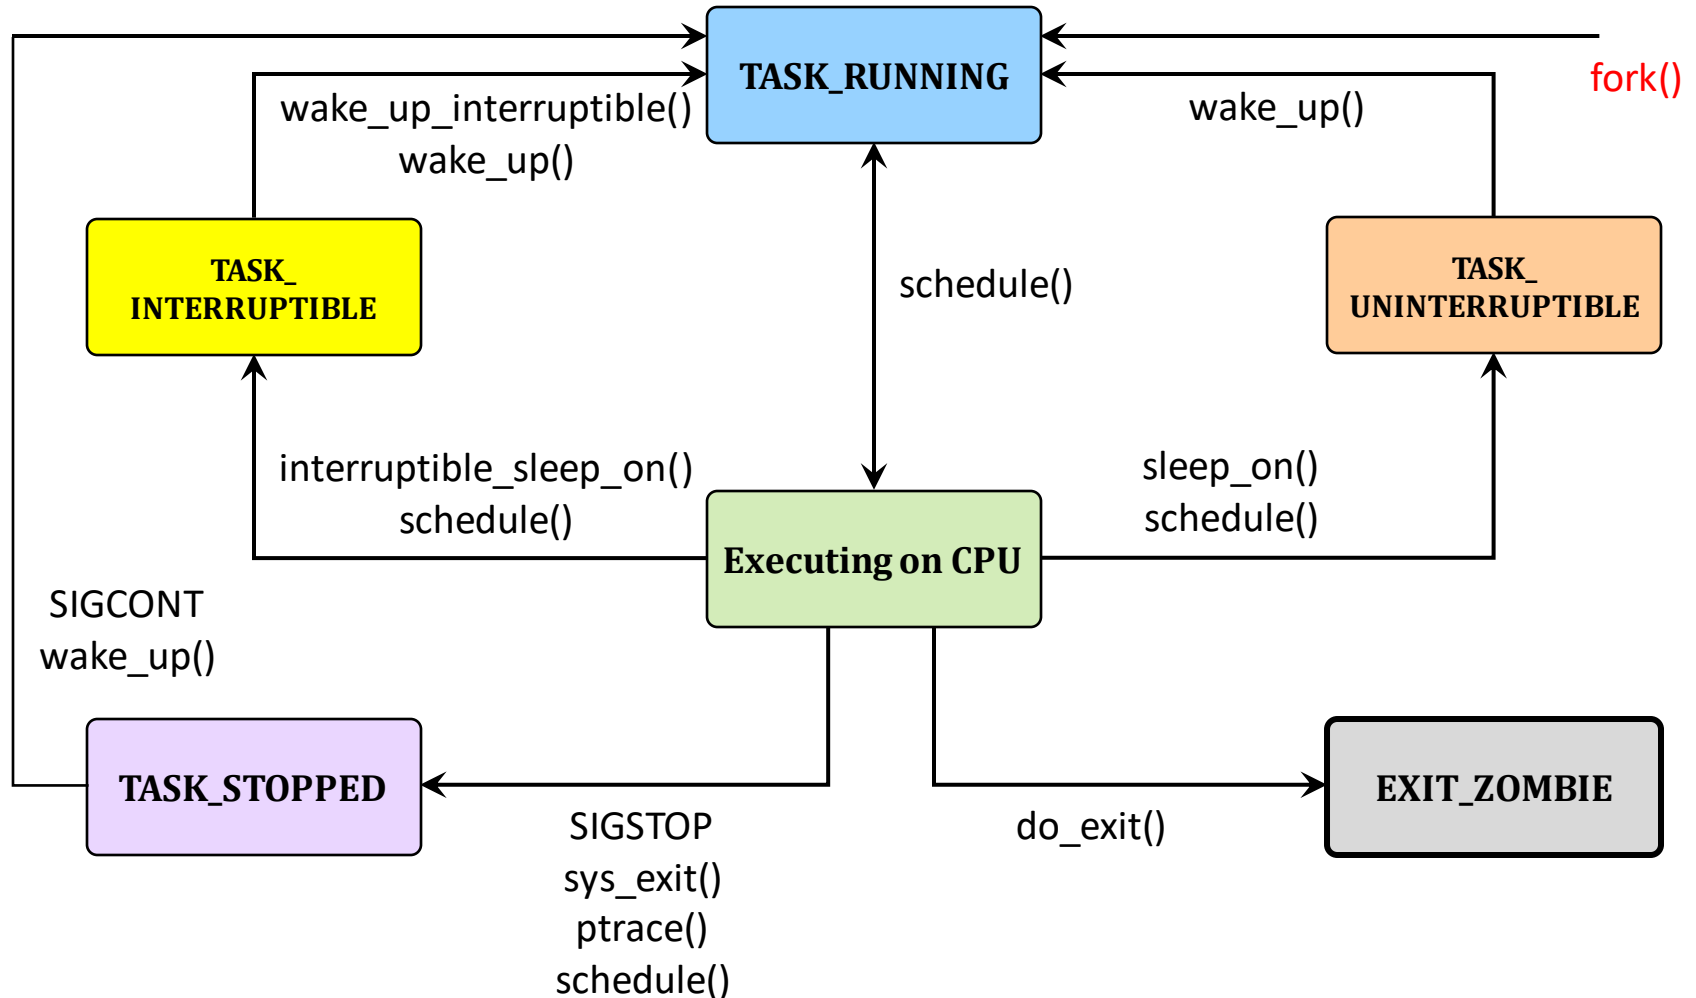 TASK_RUNNING
fork()
wake_up_interruptible()
wake_up()
wake_up()
TASK_
INTERRUPTIBLE
schedule()
TASK_
UNINTERRUPTIBLE
interruptible_sleep_on()
schedule()
sleep_on()
schedule()
Executing on CPU
SIGCONT
wake_up()
TASK_STOPPED
EXIT_ZOMBIE
SIGSTOP
sys_exit()
ptrace()
schedule()
do_exit()